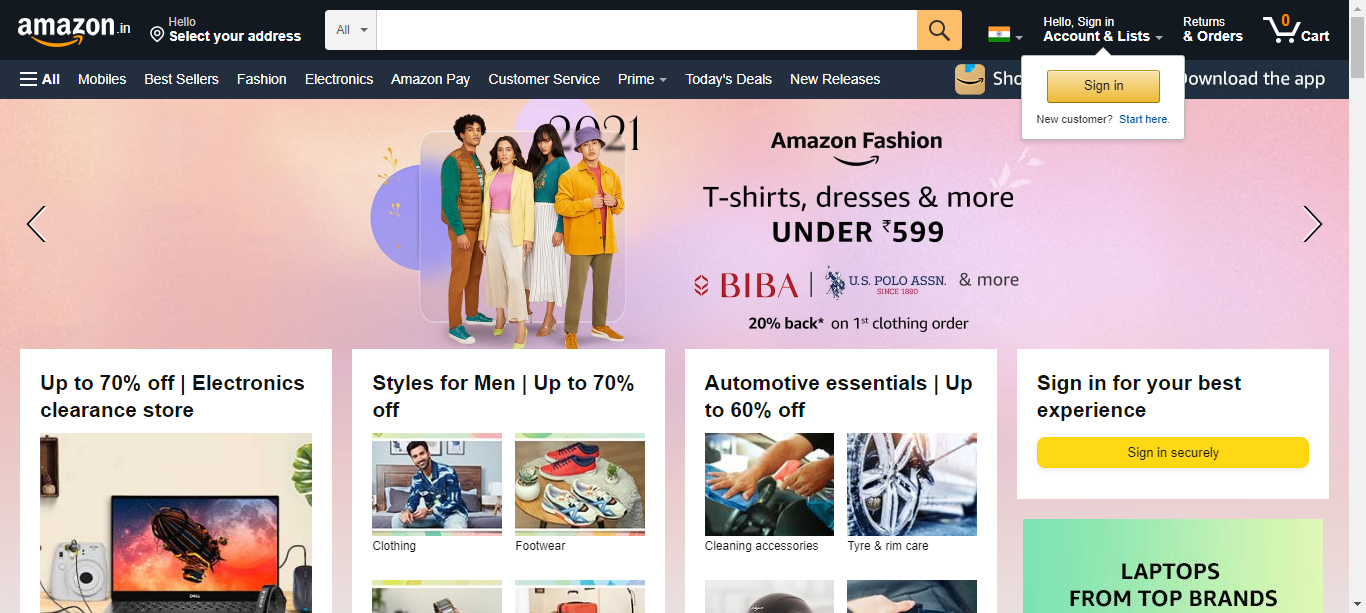 amazon.in
Hello
Select your address
All
Hello, Sign in
Account & Lists
Returns
& Orders
0
Cart
All
Mobiles
Best Sellers
Fashion
Electronics
Amazon Pay
Customer Service
Prime
Today's Deals
New Releases
Sho
Download the app
Sign in
New customer? Start here.
2021
Amazon Fashion
T-shirts, dresses & more
UNDER ₹599
BIBA
U.S. POLO ASSN.
SINCE 1890
& more
20% back* on 1st clothing order
Up to 70% off | Electronics
clearance store
DELL
Styles for Men | Up to 70%
off
Clothing
Footwear
Automotive essentials | Up
to 60% off
Cleaning accessories
Tyre & rim care
Sign in for your best
experience
Sign in securely
LAPTOPS
FROM TOP BRANDS